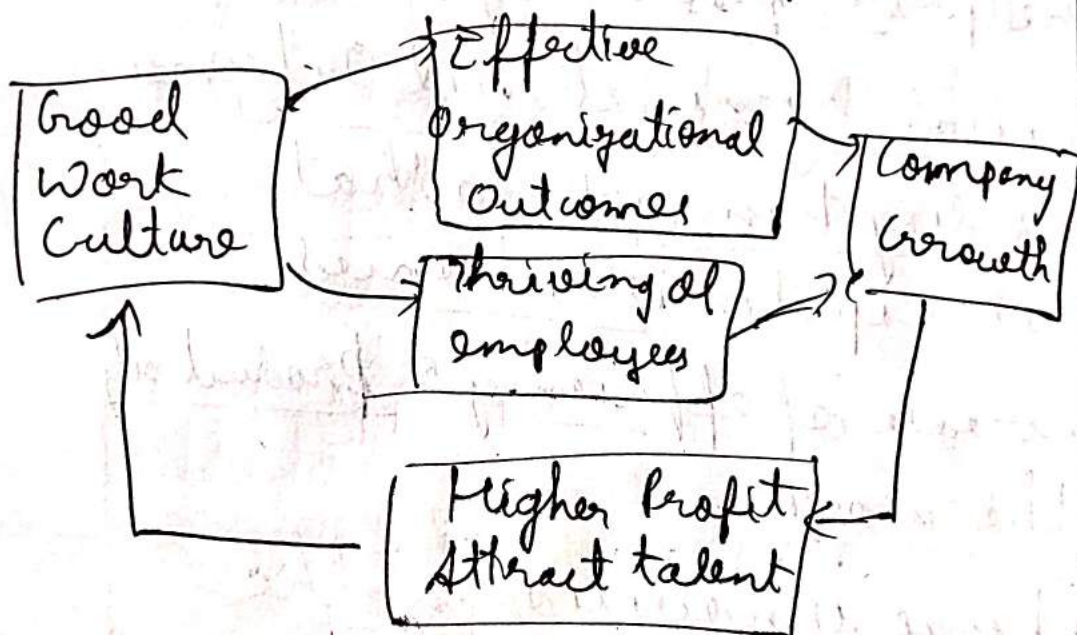 Good
Work
Culture
Effective
Organizational
Outcomes
Thriving of
employees
Company
Growth
Higher Profit
Attract talent